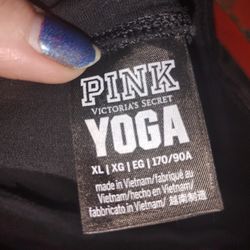 PINK
VICTORIA'S SECRET
YOGA
XL | XG | EG | 170/90A
made in Vietnam/fabriqué au
Vietnam/hecho en Vietnam/
fabbricato in Vietnam/ 越南制造